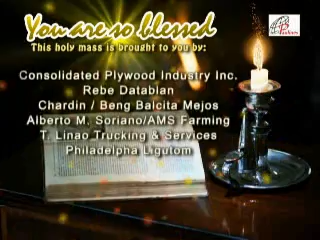 You are so blessed
This holy mass is brought to you by:
Consolidated Plywood Industry Inc.
Rebe Databian
Chardin / Beng Balcita Mejos
Alberto M. Soriano/AMS Farming
T. Linao Trucking & Services
Philadelpha Ligutom